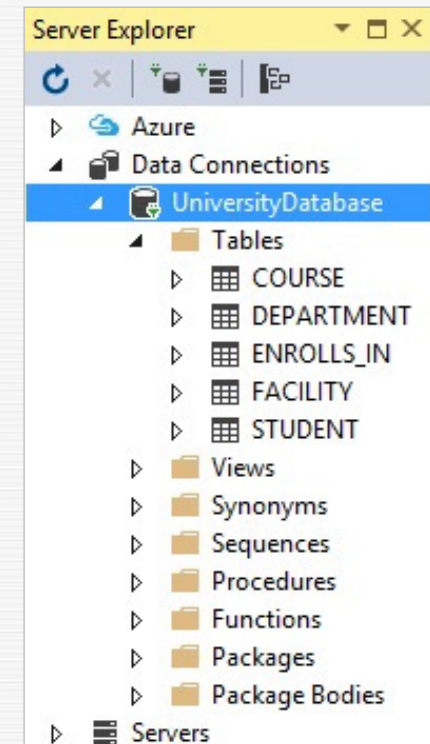 Server Explorer
Azure
Data Connections
UniversityDatabase
Tables
COURSE
DEPARTMENT
ENROLLS_IN
FACILITY
STUDENT
Views
Synonyms
Sequences
Procedures
Functions
Packages
Package Bodies
Servers